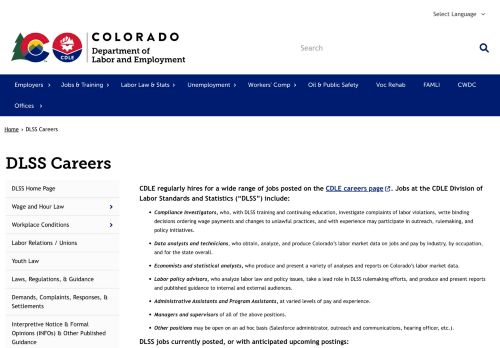 Select Language
COLORADO
Department of
Labor and Employment
CDLE
Search
Employers
Jobs & Training
Labor Law & Stats
Unemployment
Workers' Comp
Oil & Public Safety
Voc Rehab
FAMLI
CWDC
Offices
Home › DLSS Careers
DLSS Careers
DLSS Home Page
Wage and Hour Law
Workplace Conditions
Labor Relations / Unions
Youth Law
Laws, Regulations, & Guidance
Demands, Complaints, Responses, &
Settlements
Interpretive Notice & Formal
Opinions (INFOs) & Other Published
Guidance
CDLE regularly hires for a wide range of jobs posted on the CDLE careers page. Jobs at the CDLE Division of
Labor Standards and Statistics ("DLSS") include:
• Compliance investigators, who, with DLSS training and continuing education, investigate complaints of labor violations, write binding
decisions ordering wage payments and changes to unlawful practices, and with experience may participate in outreach, rulemaking, and
policy initiatives.
• Data analysts and technicians, who obtain, analyze, and produce Colorado's labor market data on jobs and pay by industry, by occupation,
and for the state overall.
• Economists and statistical analysts, who produce and present a variety of analyses and reports on Colorado's labor market data.
• Labor policy advisors, who analyze labor law and policy issues, take a lead role in DLSS rulemaking efforts, and produce and present reports
and published guidance to internal and external audiences.
• Administrative Assistants and Program Assistants, at varied levels of pay and experience.
• Managers and supervisors of all of the above positions.
• Other positions may be open on an ad hoc basis (Salesforce administrator, outreach and communications, hearing officer, etc.).
DLSS jobs currently posted, or with anticipated upcoming postings: